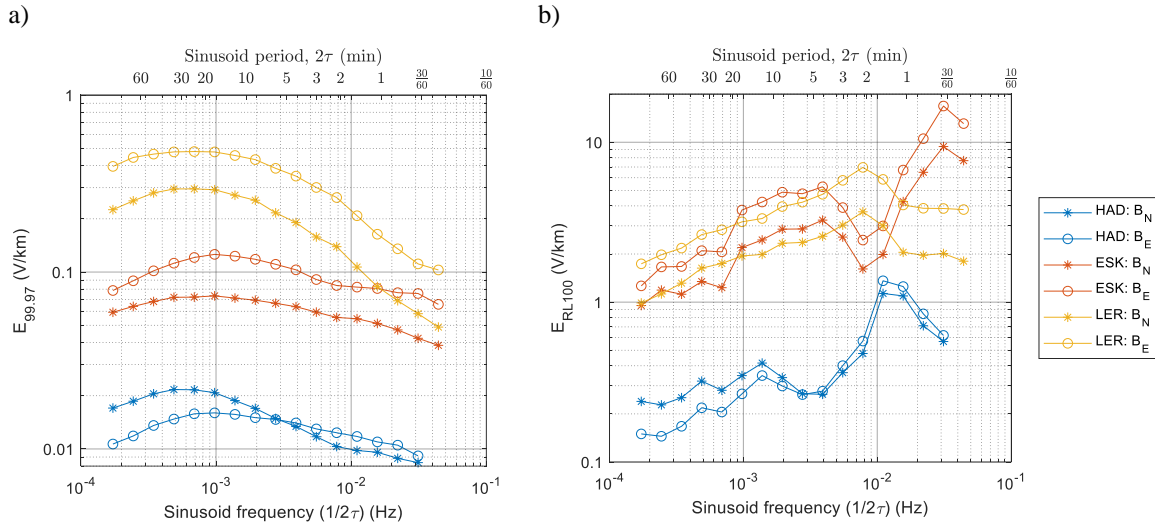 a)
Sinusoid period, 2τ (min)
60 30 20 10 5 3 2 1 30/60 10/60
1
0.1
0.01
E99.97 (V/km)
10-4 10-3 10-2 10-1
Sinusoid frequency (1/2τ) (Hz)
b)
Sinusoid period, 2τ (min)
60 30 20 10 5 3 2 1 30/60 10/60
10
1
0.1
ERL100 (V/km)
10-4 10-3 10-2 10-1
Sinusoid frequency (1/2τ) (Hz)
HAD: BN
HAD: BE
ESK: BN
ESK: BE
LER: BN
LER: BE